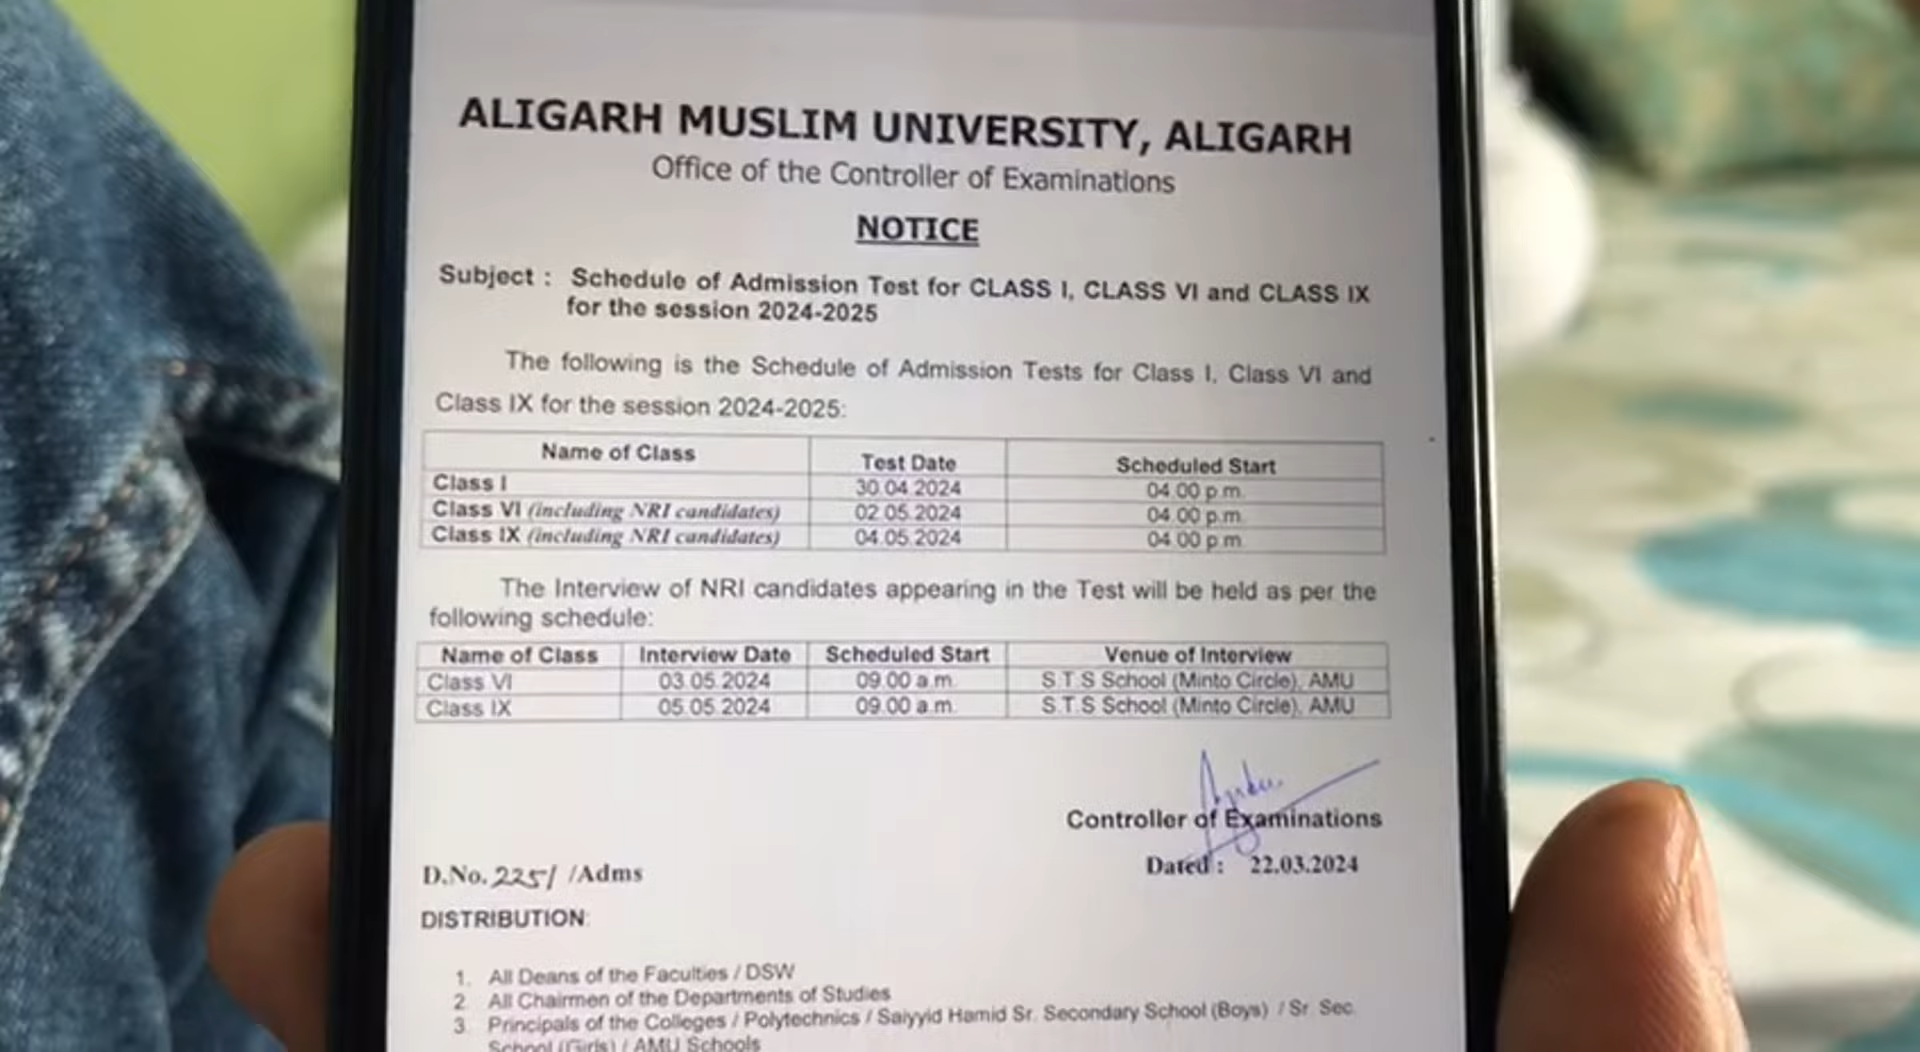 ALIGARH MUSLIM UNIVERSITY, ALIGARH
Office of the Controller of Examinations
NOTICE
Subject : Schedule of Admission Test for CLASS I, CLASS VI and CLASS IX
for the session 2024-2025
The following is the Schedule of Admission Tests for Class I, Class VI and
Class IX for the session 2024-2025:
Name of Class Test Date Scheduled Start
Class I 30.04.2024 04.00 p.m.
Class VI (including NRI candidates) 02.05.2024 04.00 p.m.
Class IX (including NRI candidates) 04.05.2024 04.00 p.m.
The Interview of NRI candidates appearing in the Test will be held as per the
following schedule:
Name of Class Interview Date Scheduled Start Venue of Interview
Class VI 03.05.2024 09.00 a.m. S.T.S School (Minto Circle), AMU
Class IX 05.05.2024 09.00 a.m. S.T.S School (Minto Circle), AMU
Controller of Examinations
Dated : 22.03.2024
D.No. 225/ /Adms
DISTRIBUTION:
1. All Deans of the Faculties / DSW
2. All Chairmen of the Departments of Studies
3. Principals of the Colleges / Polytechnics / Saiyyid Hamid Sr. Secondary School (Boys) / Sr. Sec.
School (Girls) / AMU Schools